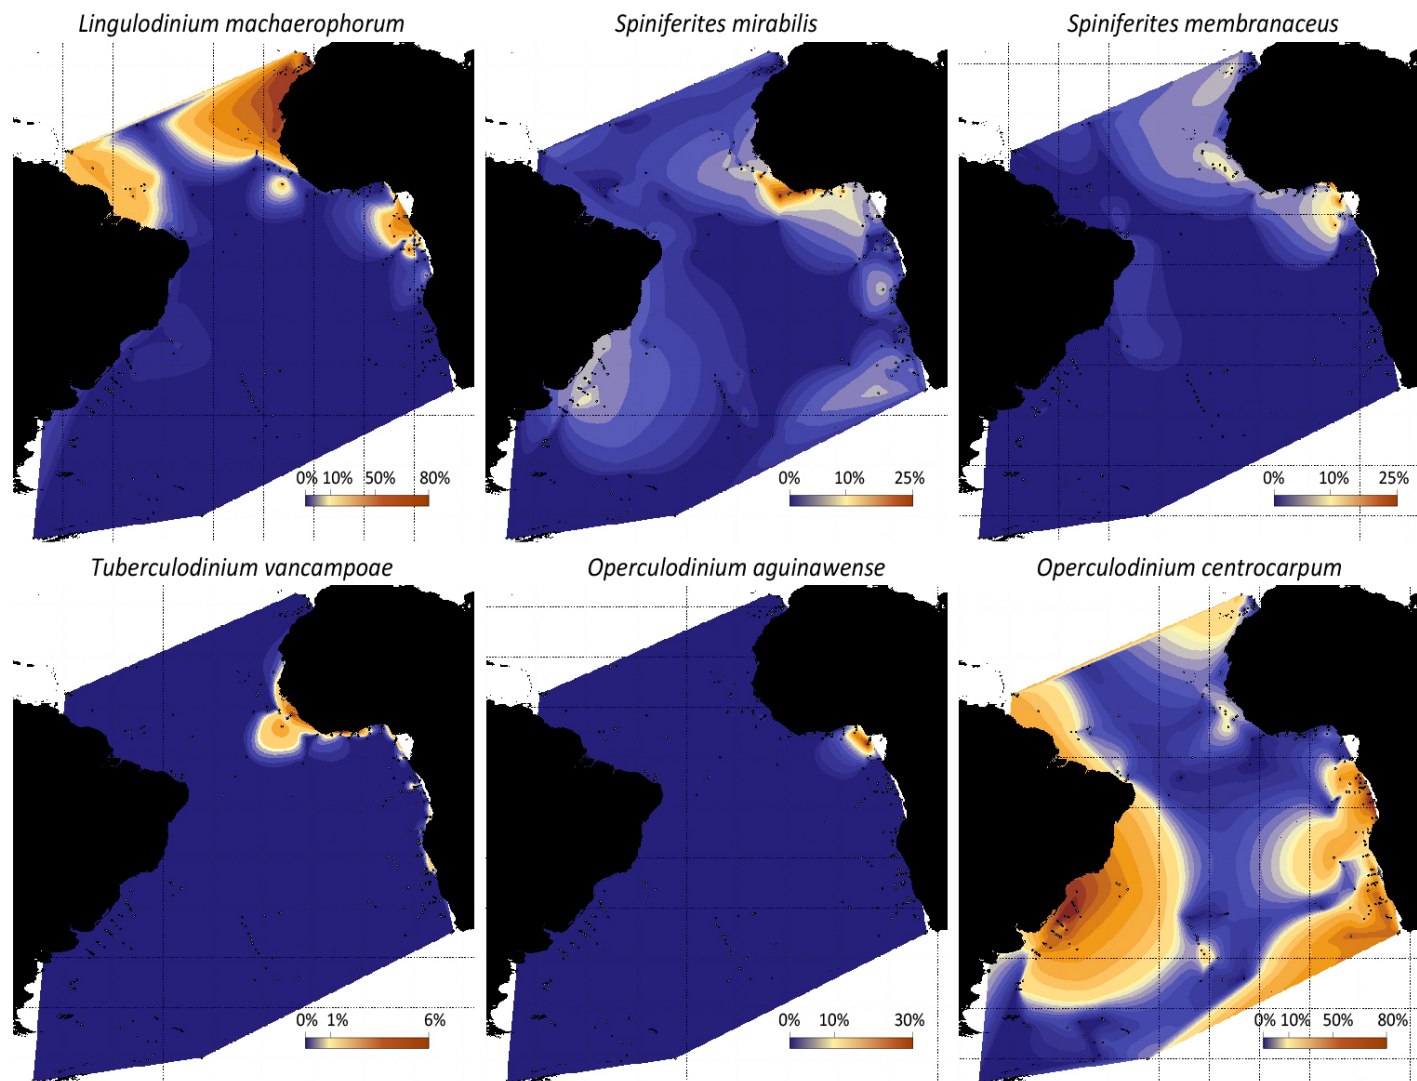 Lingulodinium machaerophorum
Spiniferites mirabilis
Spiniferites membranaceus
0% 10% 50% 80%
0% 10% 25%
0% 10% 25%
Tuberculodinium vancampoae
Operculodinium aguinawense
Operculodinium centrocarpum
0% 1% 6%
0% 10% 30%
0% 10% 50% 80%